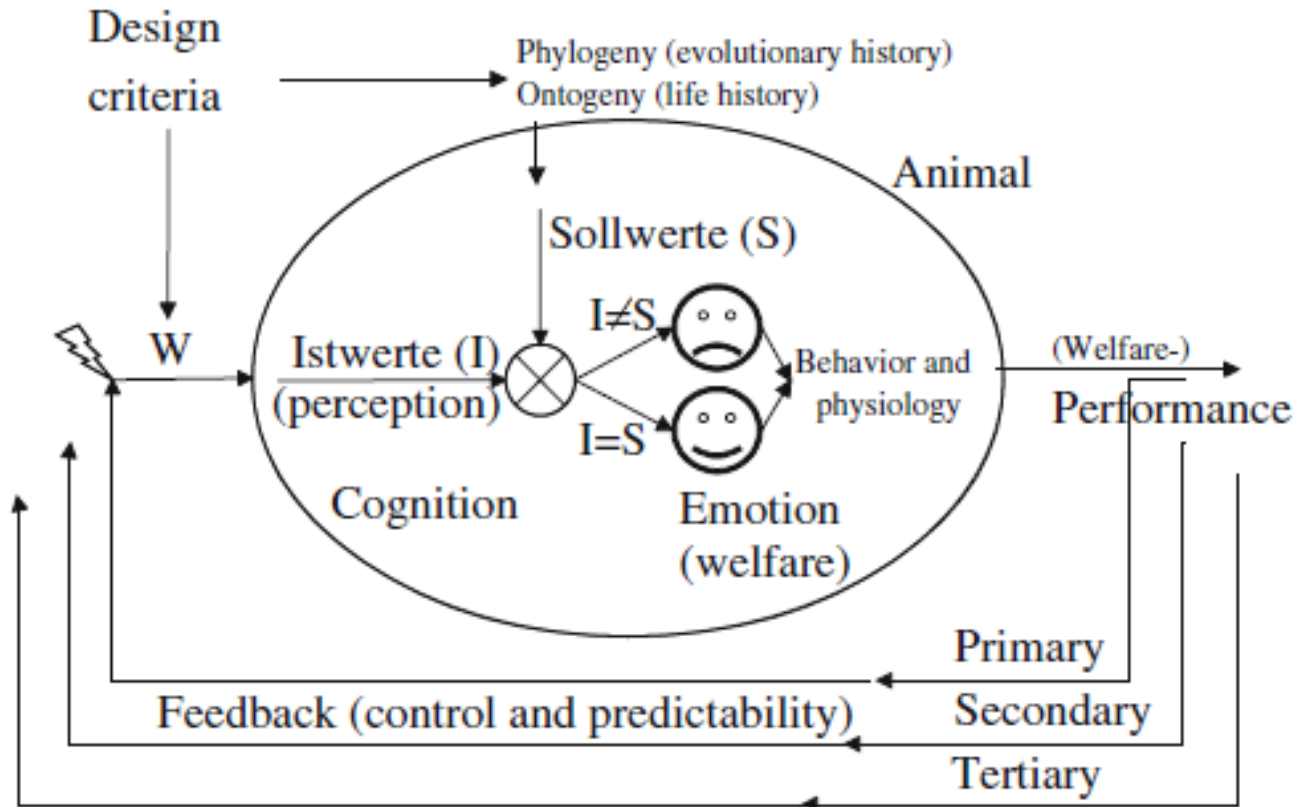 Design
criteria
Phylogeny (evolutionary history)
Ontogeny (life history)
Animal
Sollwerte (S)
I≠S
W
Istwerte (I)
(perception)
I=S
Behavior and
physiology
(Welfare-)
Performance
Cognition
Emotion
(welfare)
Primary
Feedback (control and predictability)
Secondary
Tertiary